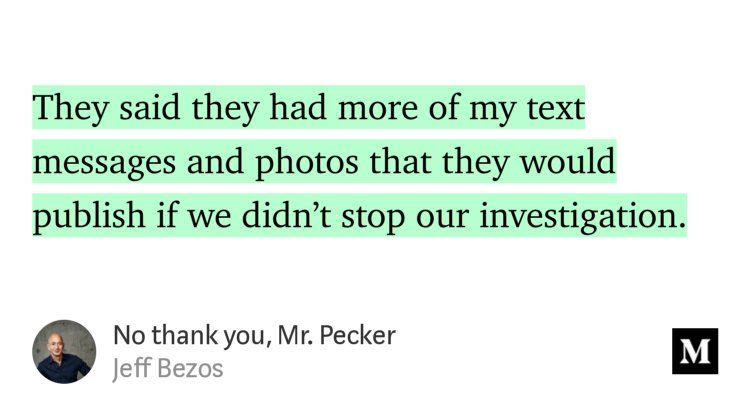 They said they had more of my text
messages and photos that they would
publish if we didn’t stop our investigation.
No thank you, Mr. Pecker
Jeff Bezos
M